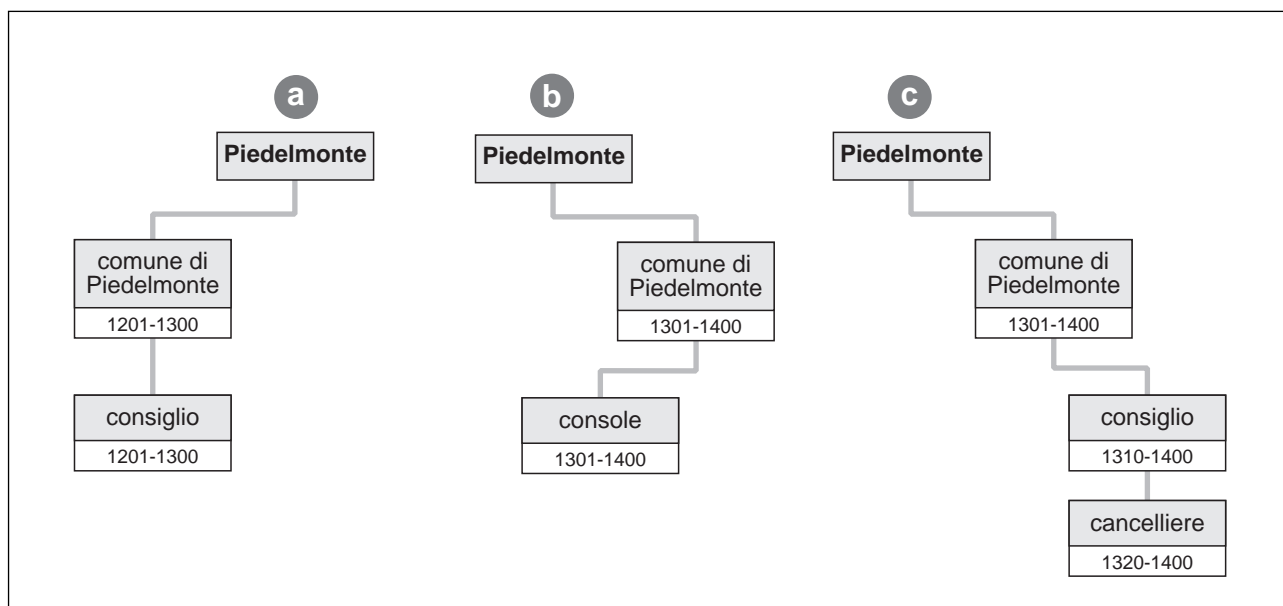 a
Piedelmonte
comune di
Piedelmonte
1201-1300
consiglio
1201-1300
b
Piedelmonte
comune di
Piedelmonte
1301-1400
console
1301-1400
c
Piedelmonte
comune di
Piedelmonte
1301-1400
consiglio
1310-1400
cancelliere
1320-1400